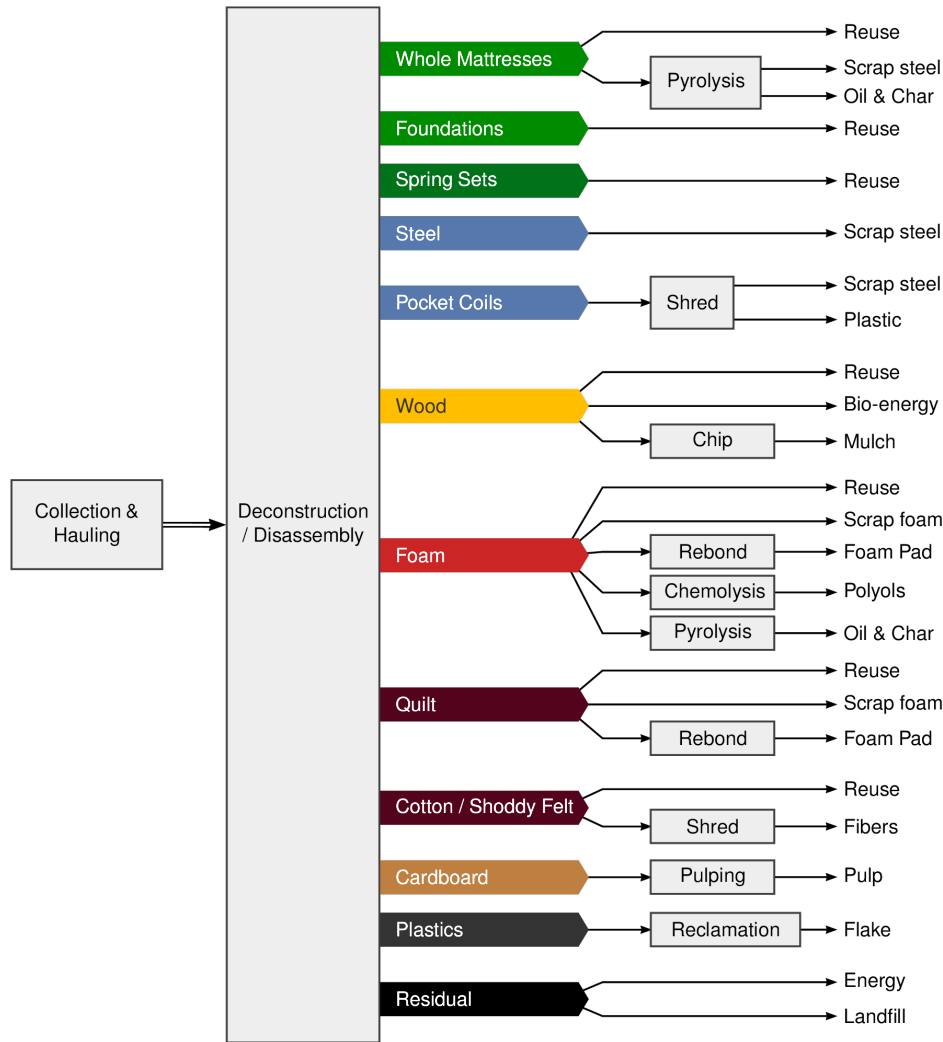 Collection &
Hauling
Deconstruction
/ Disassembly
Whole Mattresses
Reuse
Pyrolysis
Scrap steel
Oil & Char
Foundations
Reuse
Spring Sets
Reuse
Steel
Scrap steel
Pocket Coils
Shred
Scrap steel
Plastic
Wood
Reuse
Bio-energy
Chip
Mulch
Foam
Reuse
Scrap foam
Rebond
Foam Pad
Chemolysis
Polyols
Pyrolysis
Oil & Char
Quilt
Reuse
Scrap foam
Rebond
Foam Pad
Cotton / Shoddy Felt
Reuse
Shred
Fibers
Cardboard
Pulping
Pulp
Plastics
Reclamation
Flake
Residual
Energy
Landfill